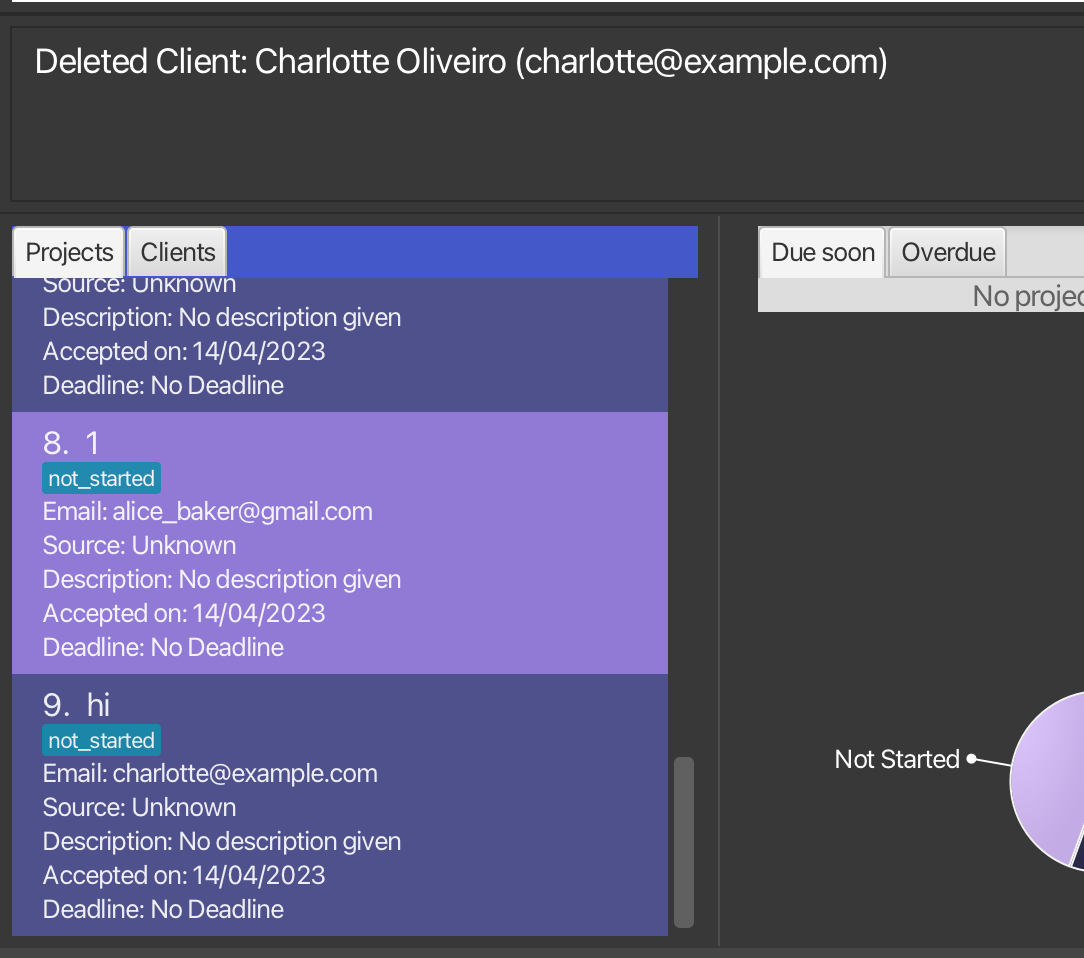 Deleted Client: Charlotte Oliveiro (charlotte@example.com)
Projects Clients
Source: Unknown
Description: No description given
Accepted on: 14/04/2023
Deadline: No Deadline
8. 1
not_started
Email: alice_baker@gmail.com
Source: Unknown
Description: No description given
Accepted on: 14/04/2023
Deadline: No Deadline
9. hi
not_started
Email: charlotte@example.com
Source: Unknown
Description: No description given
Accepted on: 14/04/2023
Deadline: No Deadline
Due soon Overdue
No projec
Not Started